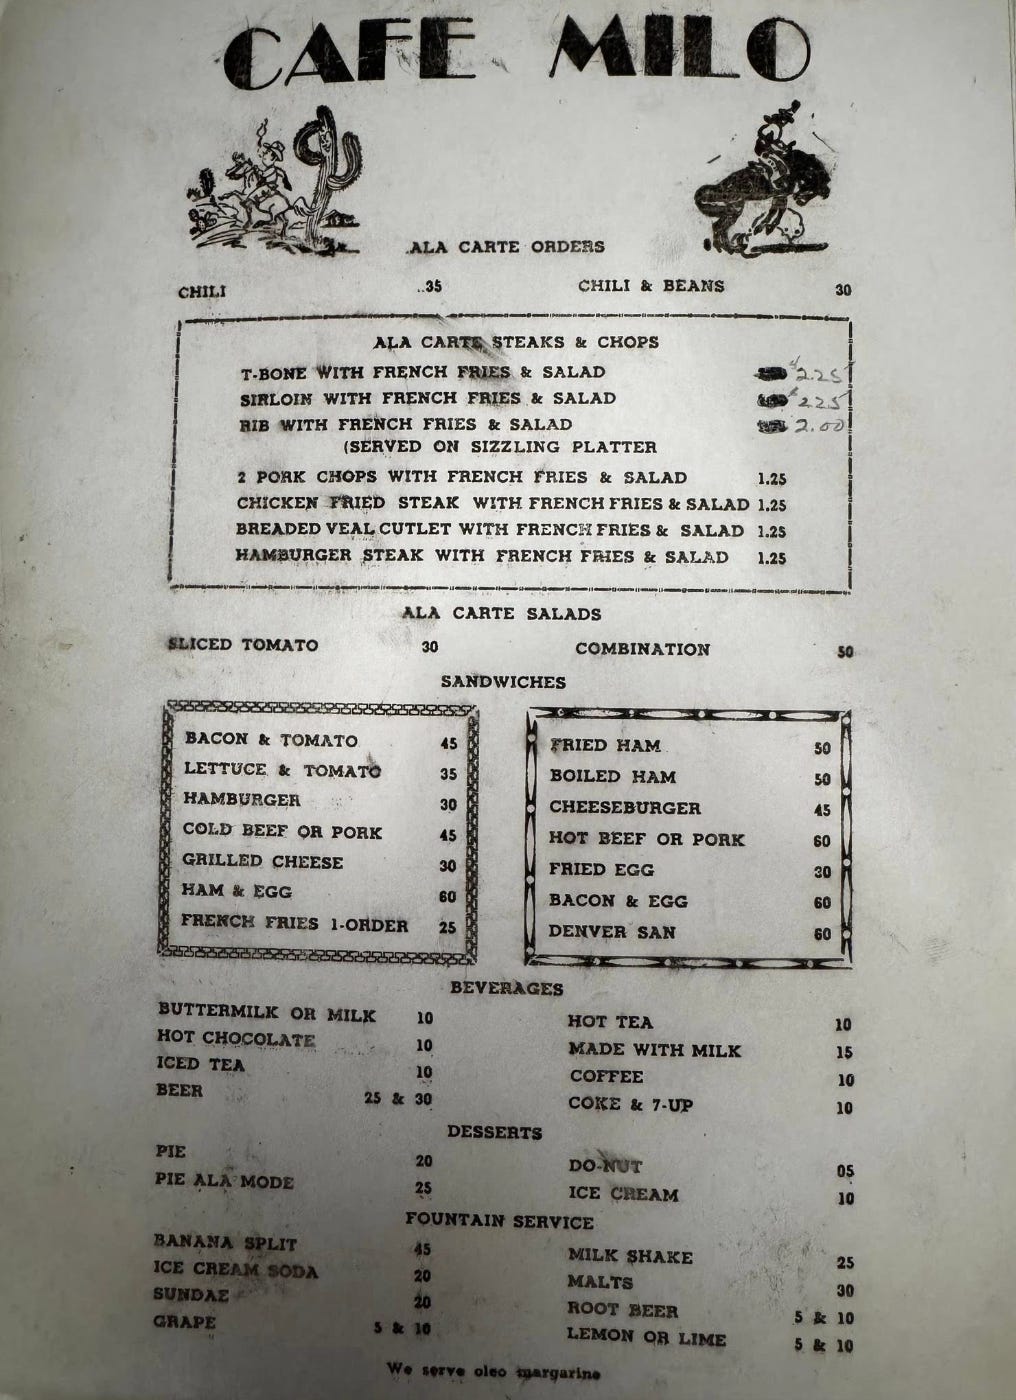 CAFE MILO
ALA CARTE ORDERS
CHILI .35 CHILI & BEANS 30
ALA CARTE STEAKS & CHOPS
T-BONE WITH FRENCH FRIES & SALAD $2.25
SIRLOIN WITH FRENCH FRIES & SALAD $2.25
RIB WITH FRENCH FRIES & SALAD 2.00
(SERVED ON SIZZLING PLATTER
2 PORK CHOPS WITH FRENCH FRIES & SALAD 1.25
CHICKEN FRIED STEAK WITH FRENCH FRIES & SALAD 1.25
BREADED VEAL CUTLET WITH FRENCH FRIES & SALAD 1.25
HAMBURGER STEAK WITH FRENCH FRIES & SALAD 1.25
ALA CARTE SALADS
SLICED TOMATO 30 COMBINATION 50
SANDWICHES
BACON & TOMATO 45
LETTUCE & TOMATO 35
HAMBURGER 30
COLD BEEF OR PORK 45
GRILLED CHEESE 30
HAM & EGG 60
FRENCH FRIES 1-ORDER 25
FRIED HAM 50
BOILED HAM 50
CHEESEBURGER 45
HOT BEEF OR PORK 60
FRIED EGG 30
BACON & EGG 60
DENVER SAN 60
BEVERAGES
BUTTERMILK OR MILK 10
HOT CHOCOLATE 10
ICED TEA 10
BEER 25 & 30
HOT TEA 10
MADE WITH MILK 15
COFFEE 10
COKE & 7-UP 10
DESSERTS
PIE 20
PIE ALA MODE 25
DO-NUT 05
ICE CREAM 10
FOUNTAIN SERVICE
BANANA SPLIT 45
ICE CREAM SODA 20
SUNDAE 20
GRAPE 5 & 10
MILK SHAKE 25
MALTS 30
ROOT BEER 5 & 10
LEMON OR LIME 5 & 10
We serve oleo margarine